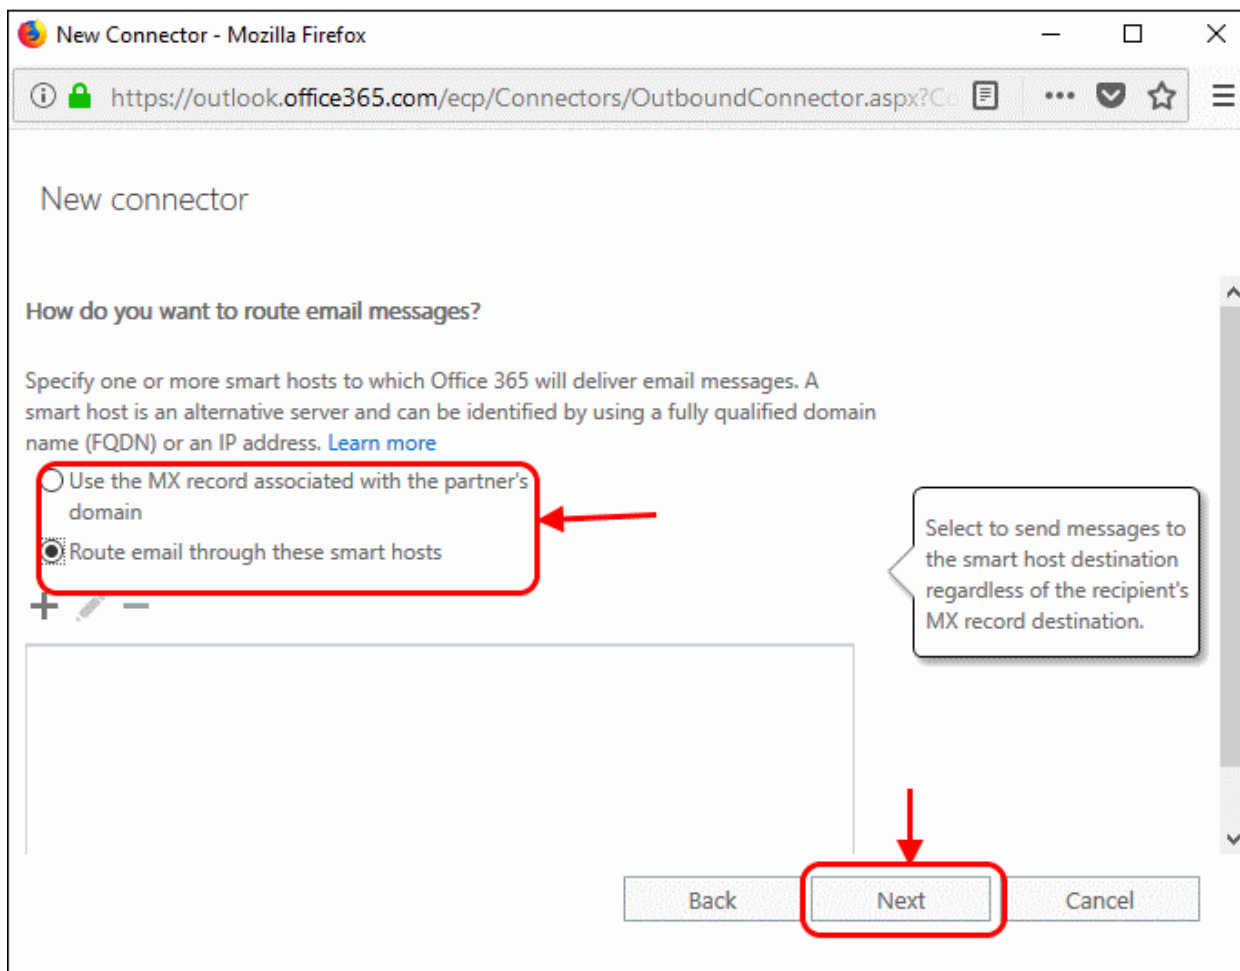 New Connector - Mozilla Firefox
https://outlook.office365.com/ecp/Connectors/OutboundConnector.aspx?Co
New connector
How do you want to route email messages?
Specify one or more smart hosts to which Office 365 will deliver email messages. A
smart host is an alternative server and can be identified by using a fully qualified domain
name (FQDN) or an IP address. Learn more
Use the MX record associated with the partner's
domain
Route email through these smart hosts
Select to send messages to
the smart host destination
regardless of the recipient's
MX record destination.
Back
Next
Cancel